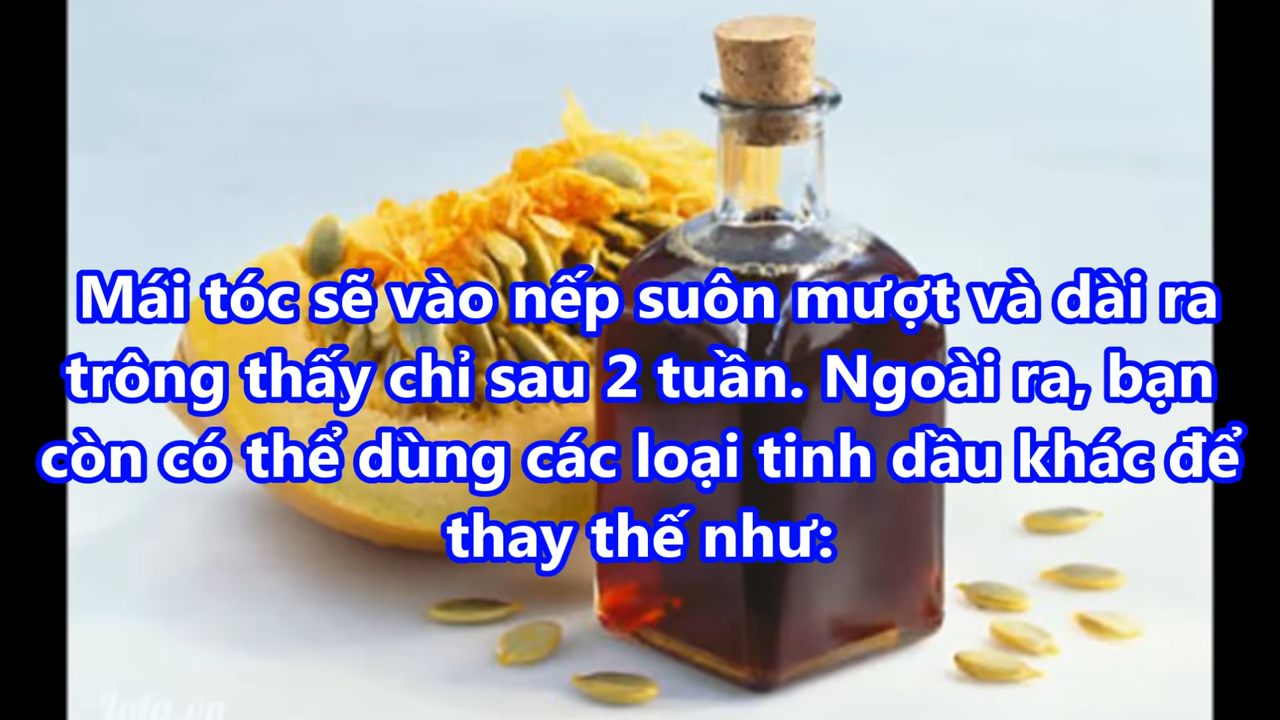 Mái tóc sẽ vào nếp suôn mượt và dài ra
trông thấy chỉ sau 2 tuần. Ngoài ra, bạn
còn có thể dùng các loại tinh dầu khác để
thay thế như: